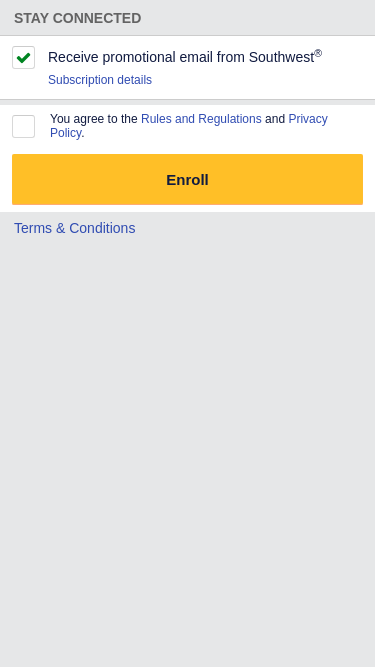 STAY CONNECTED
Receive promotional email from Southwest®
Subscription details
You agree to the Rules and Regulations and Privacy
Policy.
Enroll
Terms & Conditions